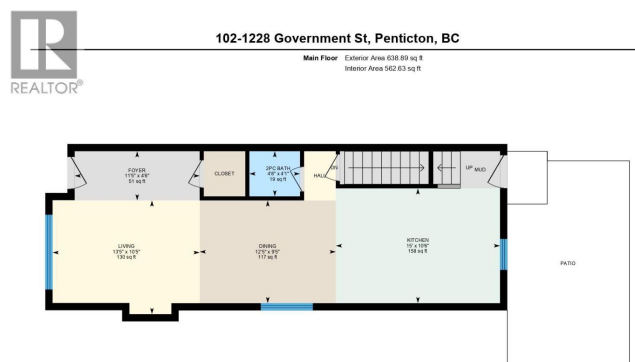 REALTOR®
102-1228 Government St, Penticton, BC
Main Floor Exterior Area 638.89 sq ft
Interior Area 562.63 sq ft
FOYER
11'5" x 4'6"
51 sq ft
CLOSET
2PC BATH
4'8" x 4'1"
19 sq ft
HALL
DN
UP
MUD
LIVING
13'5" x 10'5"
130 sq ft
DINING
12'5" x 9'5"
117 sq ft
KITCHEN
15' x 10'6"
158 sq ft
PATIO